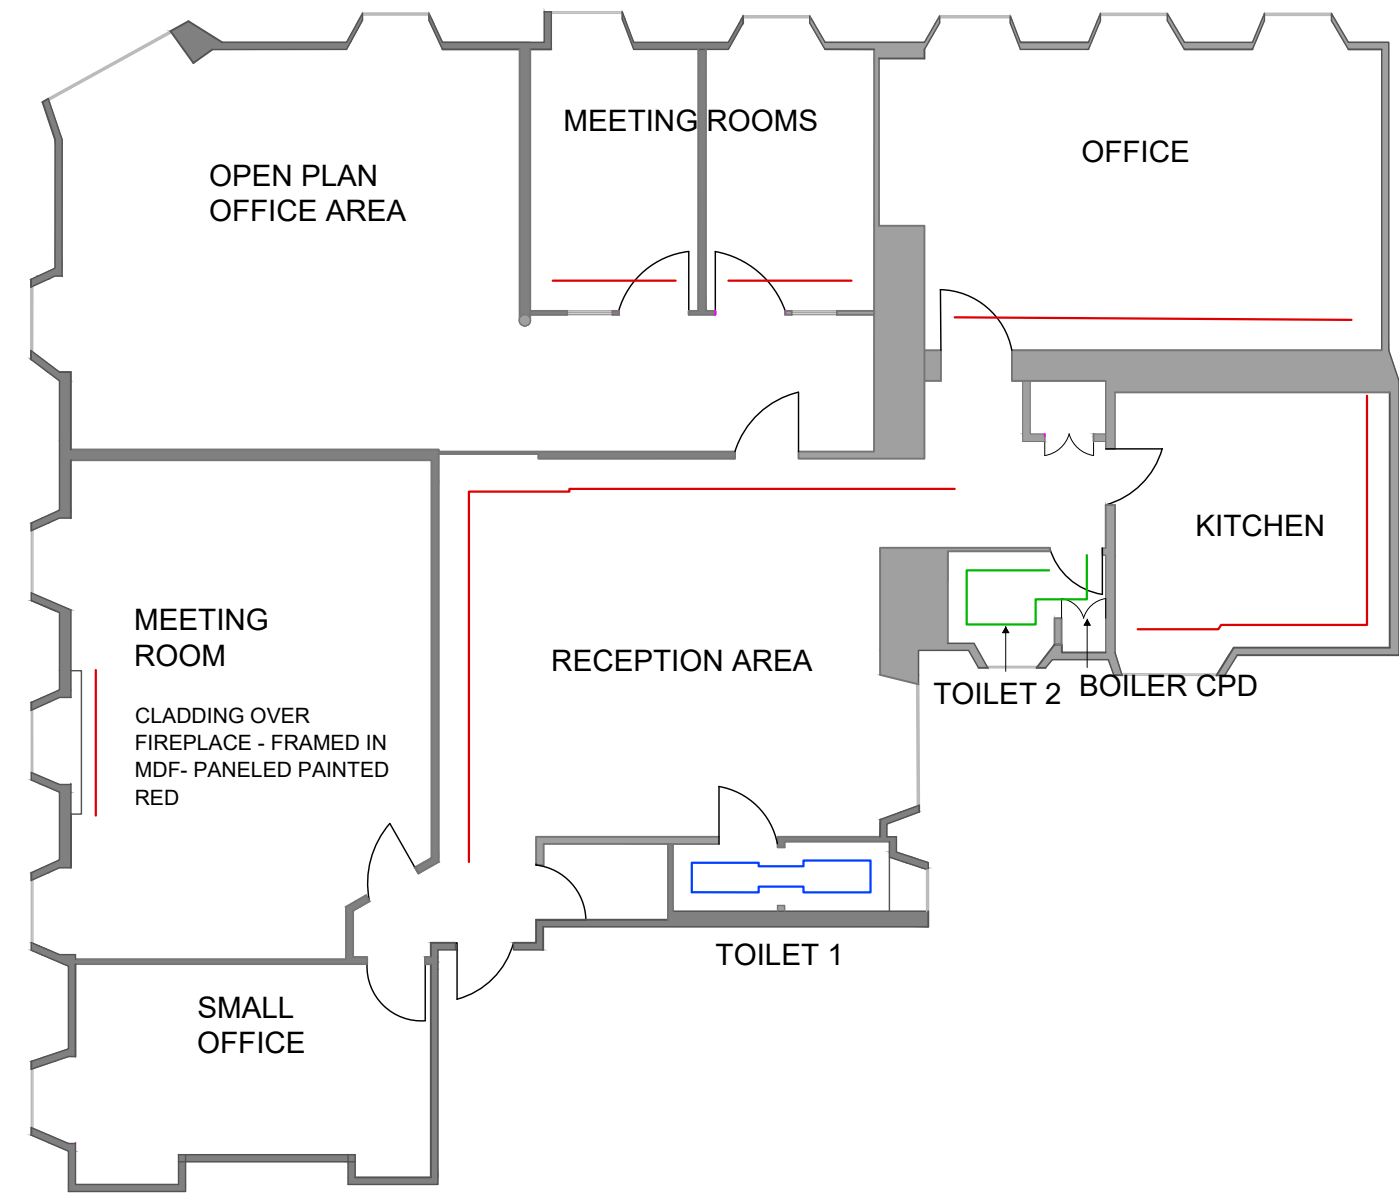 MEETING ROOMS
OFFICE
OPEN PLAN
OFFICE AREA
KITCHEN
MEETING
ROOM
RECEPTION AREA
TOILET 2
BOILER CPD
CLADDING OVER
FIREPLACE - FRAMED IN
MDF- PANELED PAINTED
RED
TOILET 1
SMALL
OFFICE